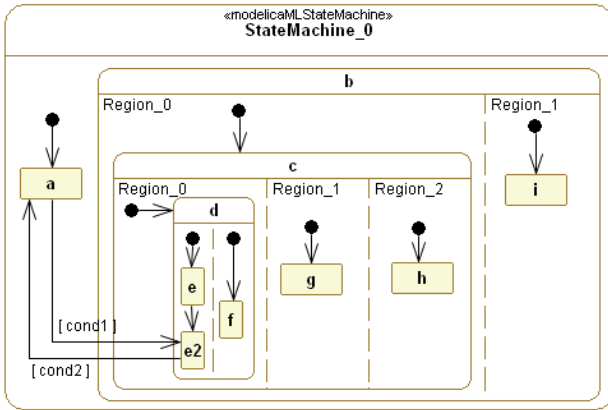 «modelicaMLStateMachine»
StateMachine_0
b
Region_0
Region_1
a
c
i
Region_0
Region_1
Region_2
d
e
f
g
h
e2
[cond1]
[cond2]